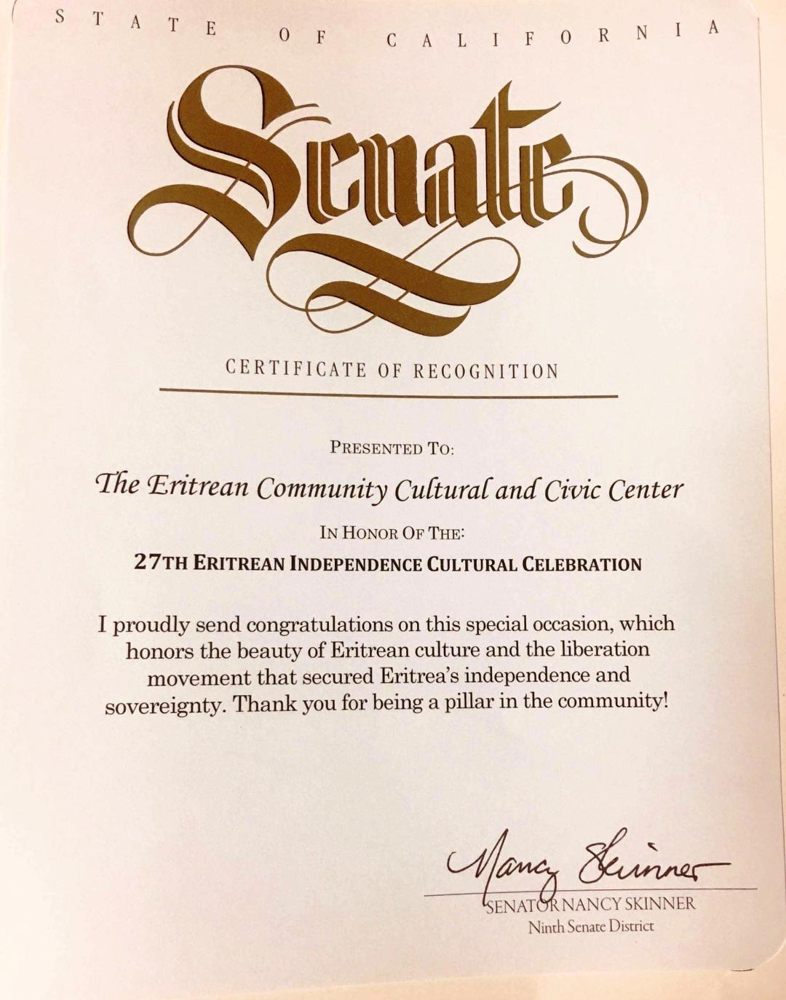 STATE OF CALIFORNIA
Senate
CERTIFICATE OF RECOGNITION
PRESENTED TO:
The Eritrean Community Cultural and Civic Center
IN HONOR OF THE:
27TH ERITREAN INDEPENDENCE CULTURAL CELEBRATION
I proudly send congratulations on this special occasion, which
honors the beauty of Eritrean culture and the liberation
movement that secured Eritrea's independence and
sovereignty. Thank you for being a pillar in the community!
Nancy Skinner
SENATOR NANCY SKINNER
Ninth Senate District